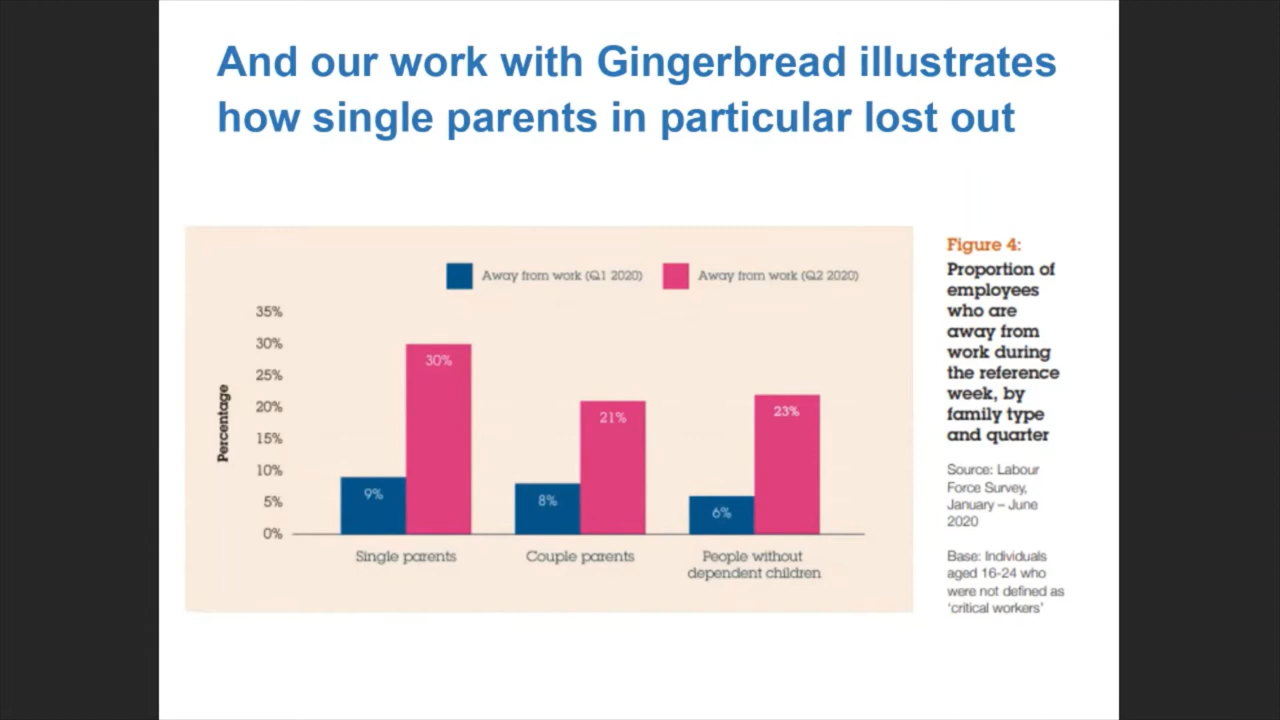 And our work with Gingerbread illustrates
how single parents in particular lost out
Away from work (Q1 2020)
Away from work (Q2 2020)
Percentage
35%
30%
25%
20%
15%
10%
5%
0%
9%
30%
8%
21%
6%
23%
Single parents
Couple parents
People without
dependent children
Figure 4:
Proportion of
employees
who are
away from
work during
the reference
week, by
family type
and quarter
Source: Labour
Force Survey,
January – June
2020
Base: Individuals
aged 16-24 who
were not defined as
‘critical workers’